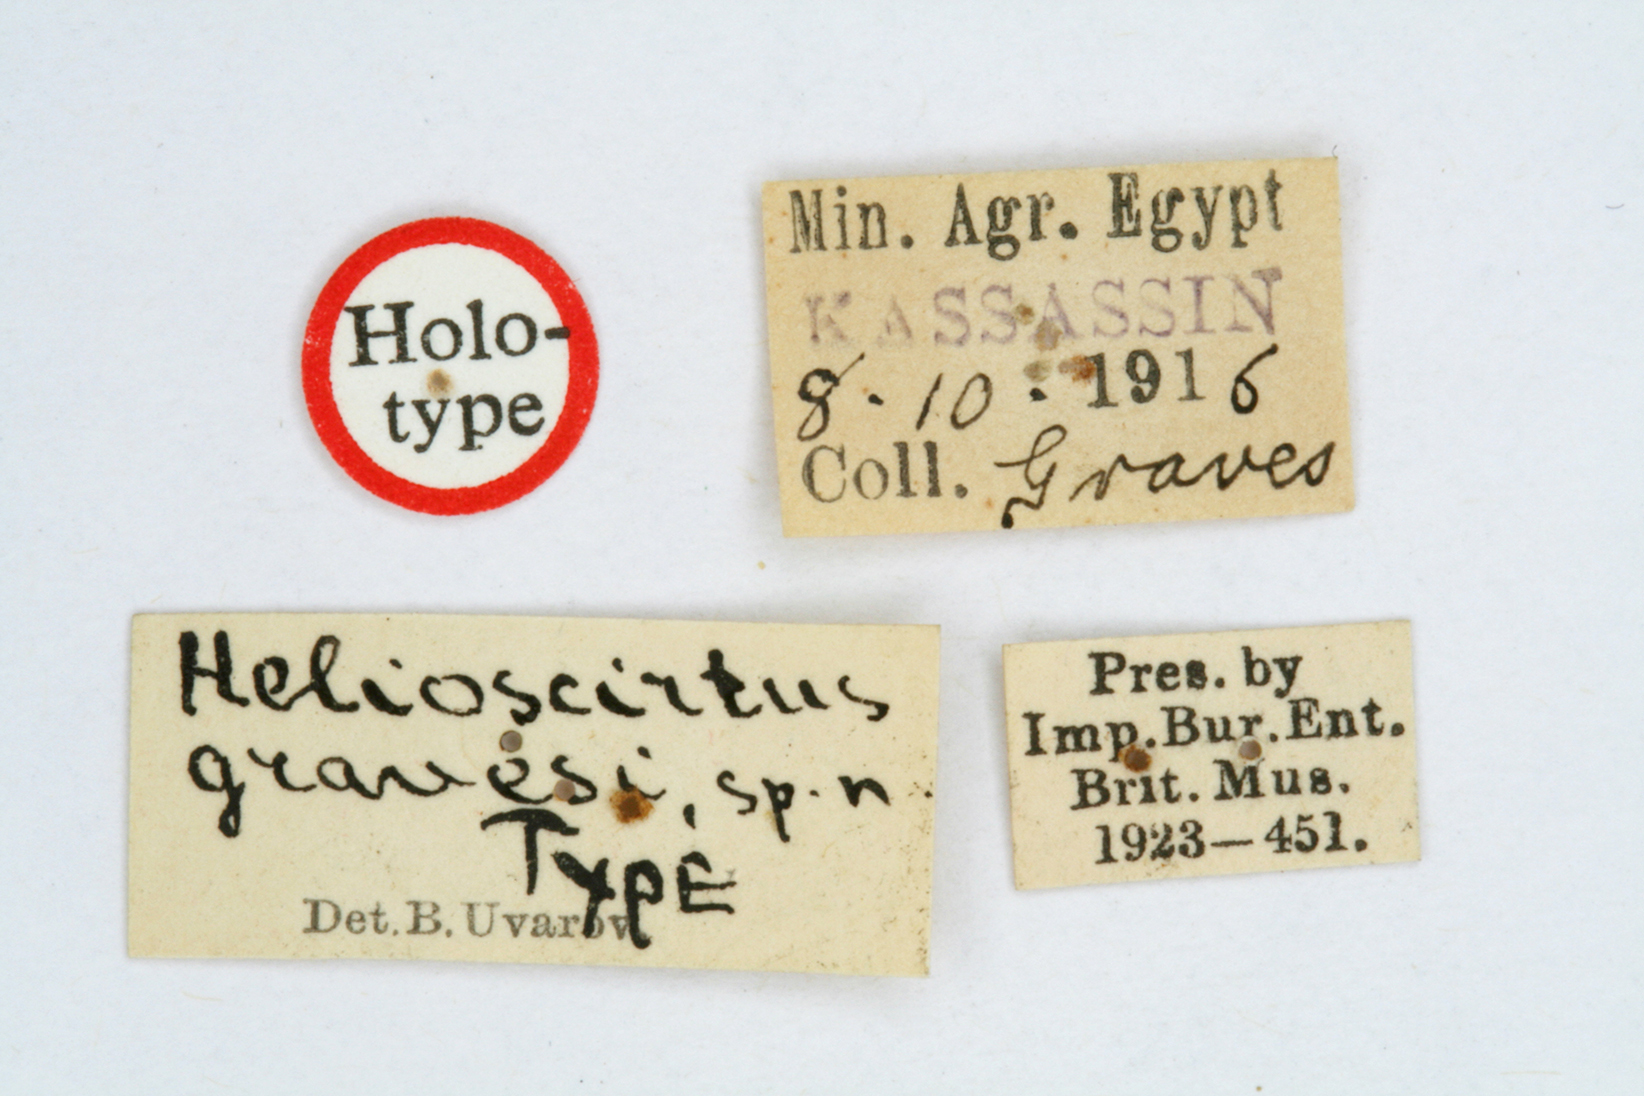 Holo-
type
Min. Agr. Egypt
KASSASSIN
8. 10. 1916
Coll. Graves
Helioscirtus
gravesi, sp. n.
Type
Det. B. Uvarov
Pres. by
Imp. Bur. Ent.
Brit. Mus.
1923–451.